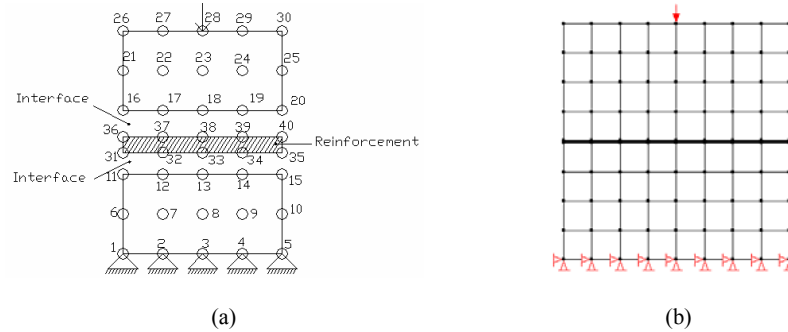 26 27 28 29 30
21 22 23 24 25
Interface 16 17 18 19 20
36 37 38 39 40
Reinforcement
31 32 33 34 35
Interface
11 12 13 14 15
6 7 8 9 10
1 2 3 4 5
(a) (b)